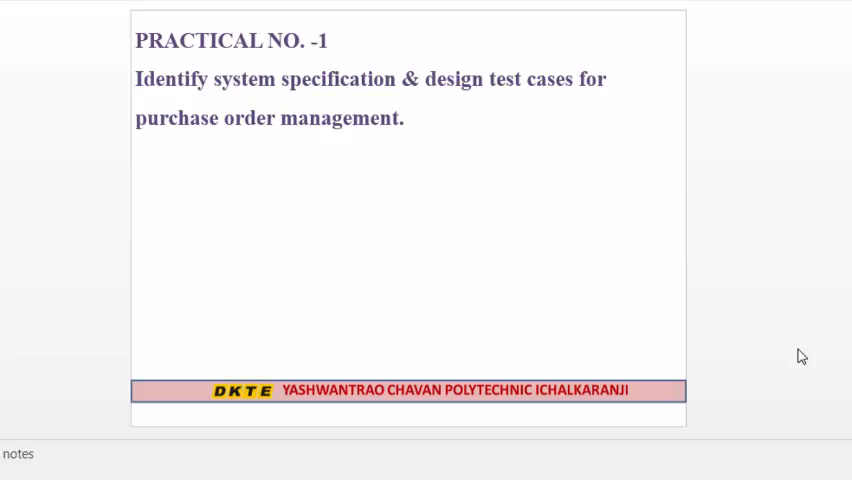 PRACTICAL NO. -1
Identify system specification & design test cases for
purchase order management.
DKTE YASHWANTRAO CHAVAN POLYTECHNIC ICHALKARANJI
notes